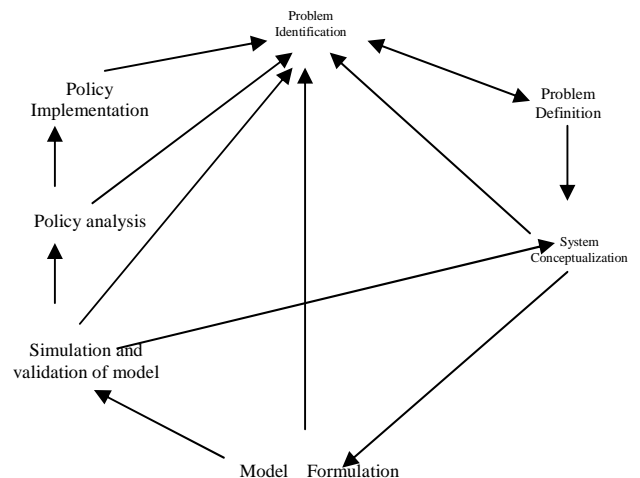 Problem
Identification
Policy
Implementation
Problem
Definition
Policy analysis
System
Conceptualization
Simulation and
validation of model
Model Formulation